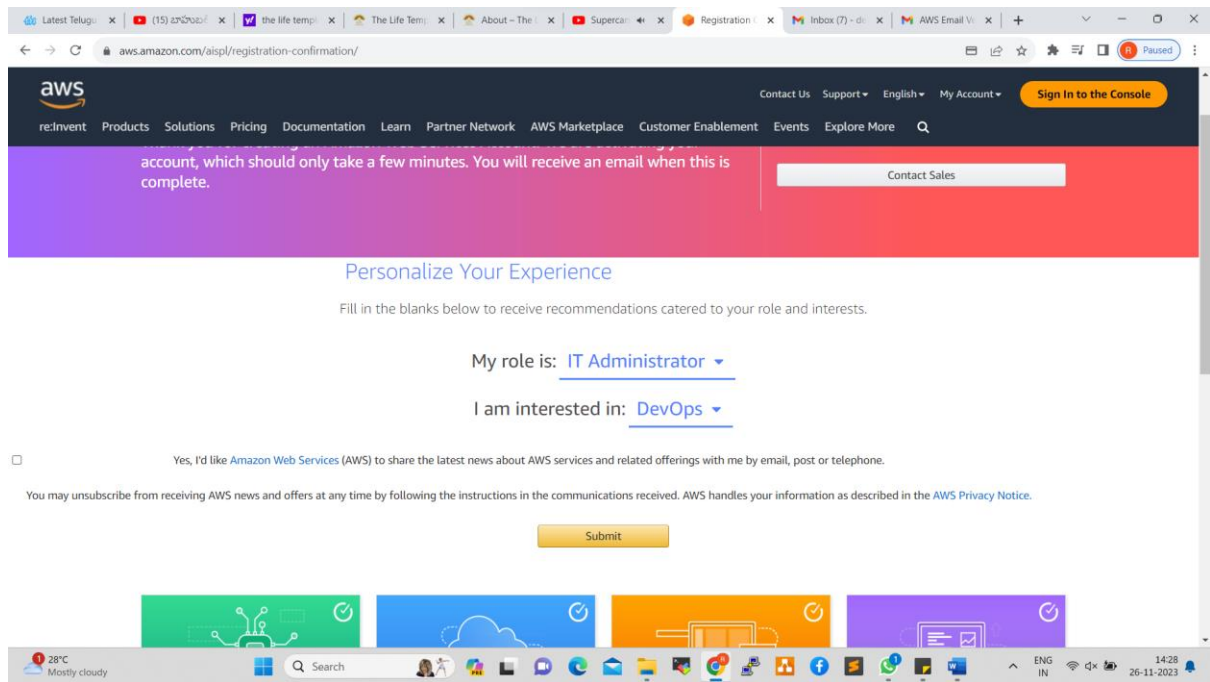 Latest Telugu
(15)
the life temp
The Life Tem
About – The L
Supercar
Registration C
Inbox (7) - de
AWS Email Ve
aws.amazon.com/aispl/registration-confirmation/
R Paused
aws
Contact Us Support English My Account Sign In to the Console
re:Invent Products Solutions Pricing Documentation Learn Partner Network AWS Marketplace Customer Enablement Events Explore More
account, which should only take a few minutes. You will receive an email when this is
complete.
Contact Sales
Personalize Your Experience
Fill in the blanks below to receive recommendations catered to your role and interests.
My role is: IT Administrator
I am interested in: DevOps
Yes, I'd like Amazon Web Services (AWS) to share the latest news about AWS services and related offerings with me by email, post or telephone.
You may unsubscribe from receiving AWS news and offers at any time by following the instructions in the communications received. AWS handles your information as described in the AWS Privacy Notice.
Submit
1 28°C
Mostly cloudy
Search
ENG
IN
14:28
26-11-2023